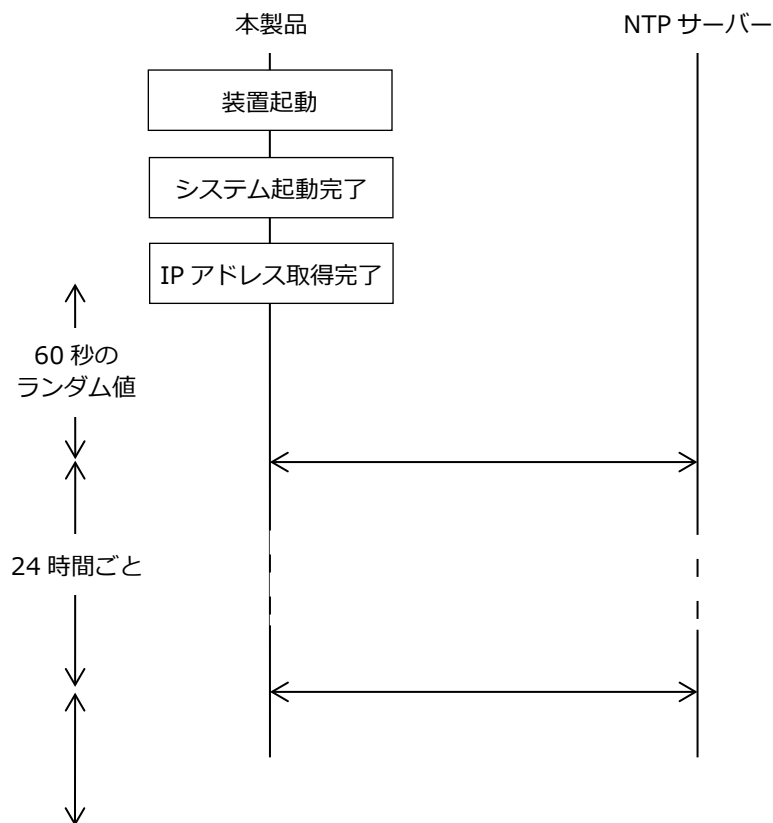 本製品
NTP サーバー
装置起動
システム起動完了
IP アドレス取得完了
60 秒の
ランダム値
24 時間ごと